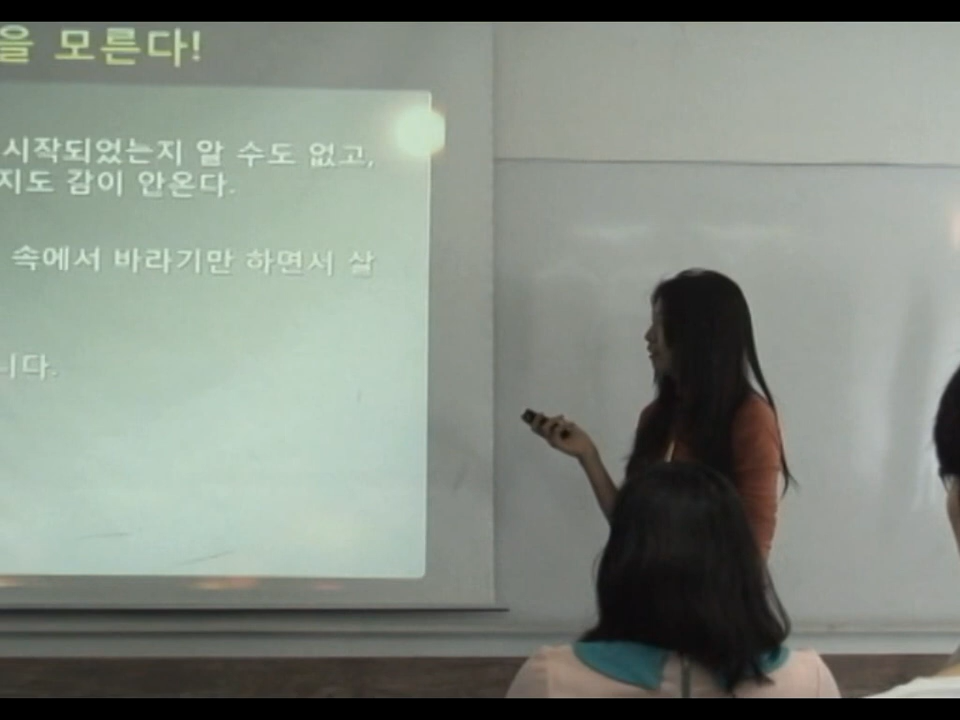 을 모른다!
시작되었는지 알 수도 없고,
지도 감이 안온다.
속에서 바라기만 하면서 살
니다.